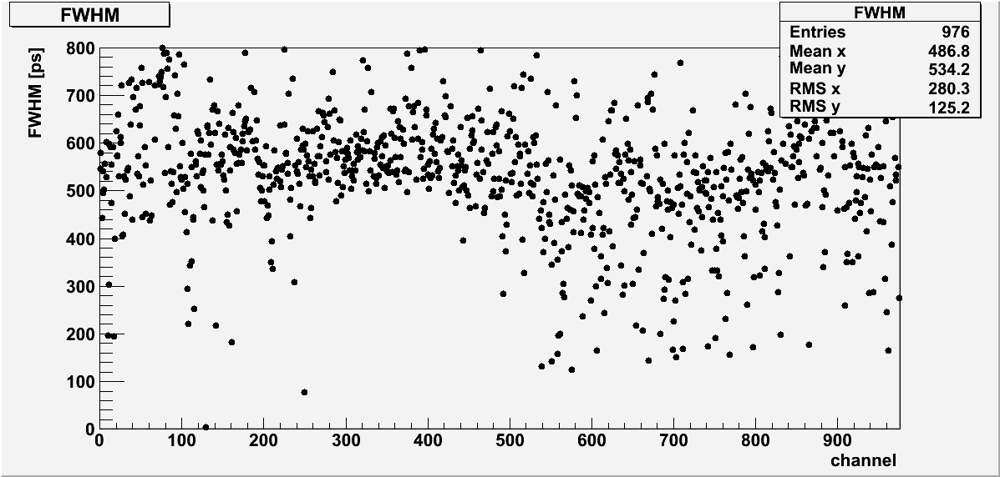 FWHM
FWHM
Entries 976
Mean x 486.8
Mean y 534.2
RMS x 280.3
RMS y 125.2
FWHM [ps]
800
700
600
500
400
300
200
100
0
0 100 200 300 400 500 600 700 800 900
channel